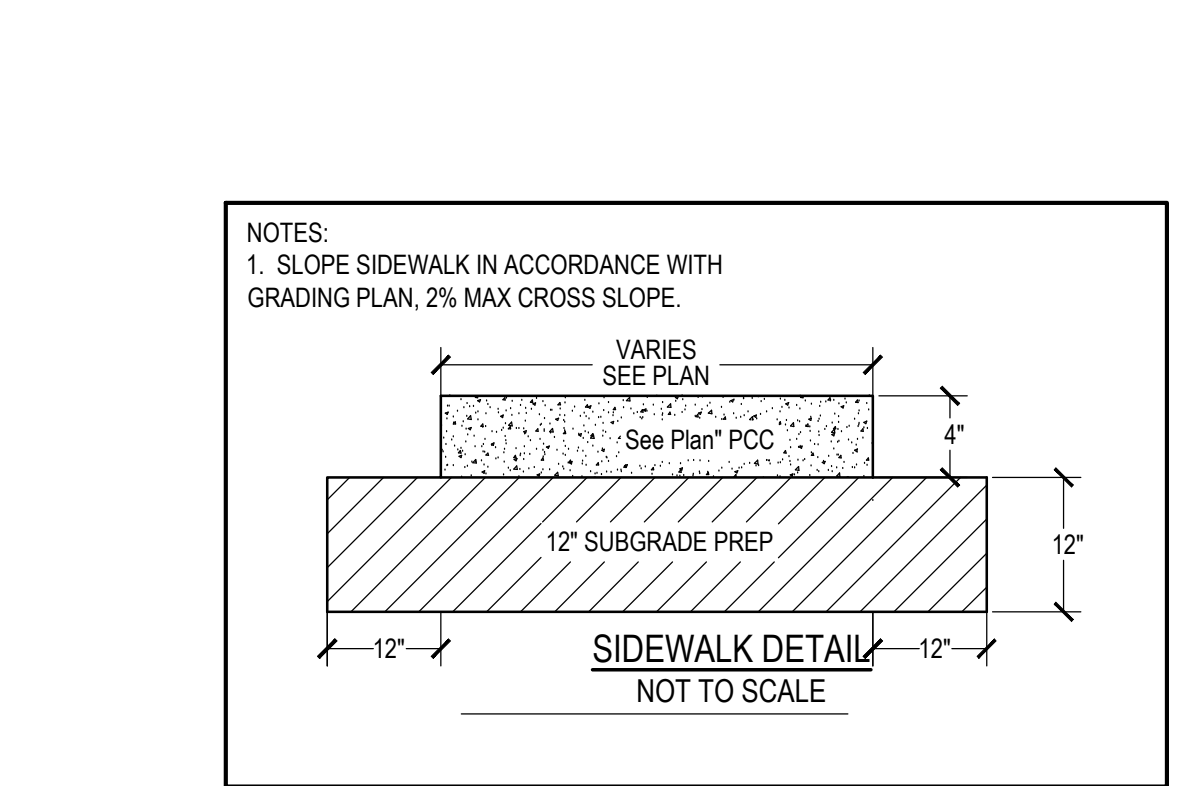 NOTES:
1. SLOPE SIDEWALK IN ACCORDANCE WITH
GRADING PLAN, 2% MAX CROSS SLOPE.
VARIES
SEE PLAN
See Plan" PCC
4"
12" SUBGRADE PREP
12"
12"
SIDEWALK DETAIL
12"
NOT TO SCALE